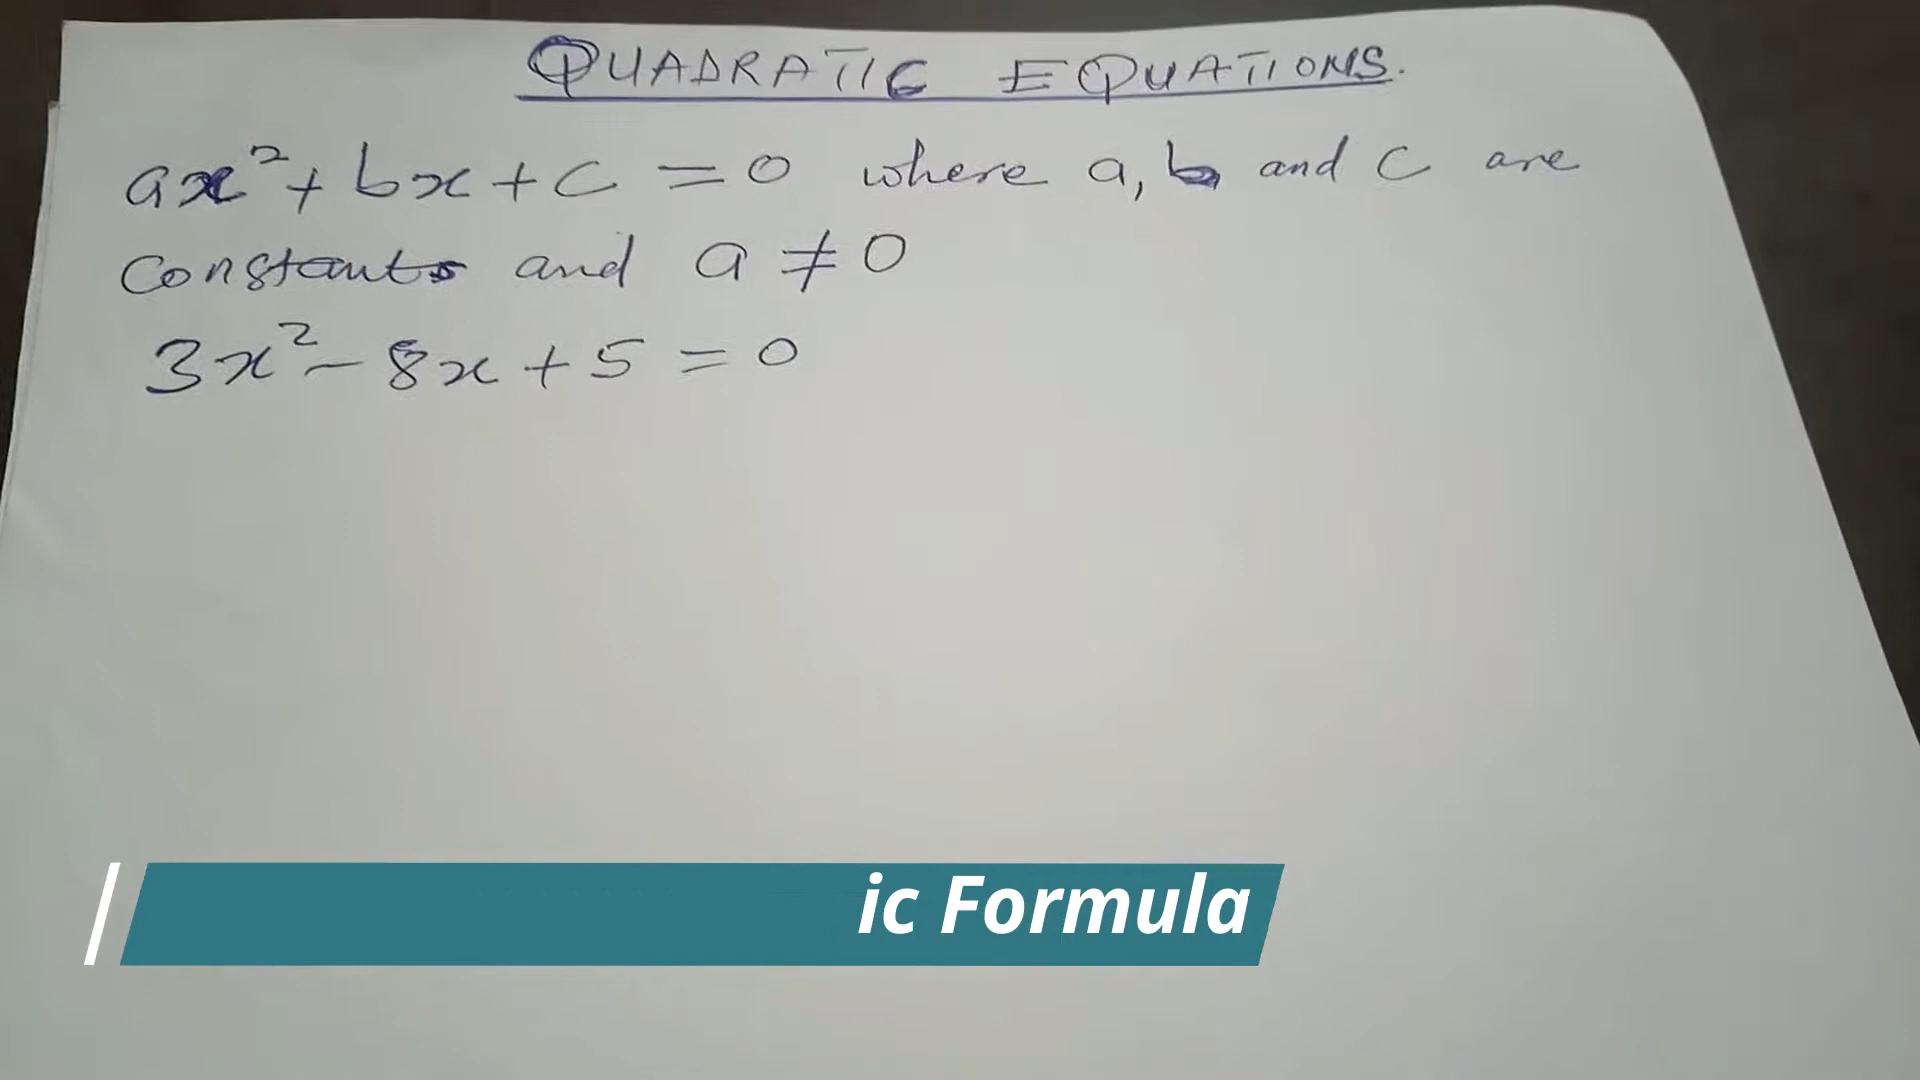 QUADRATIC EQUATIONS.
ax²+bx+c=0 where a, b and c are
constants and a≠0
3x²-8x+5=0
ic Formula